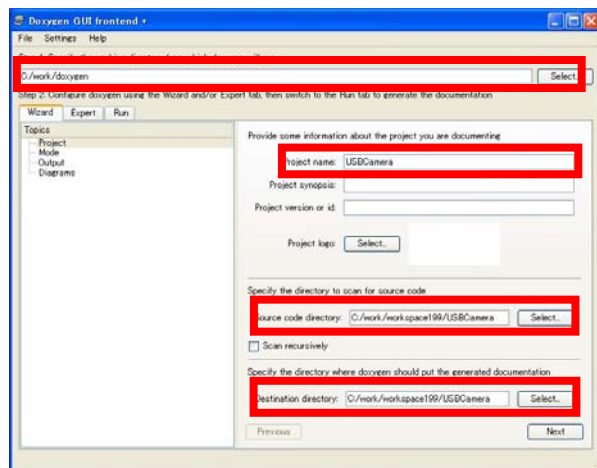 Doxygen GUI frontend +
File Settings Help
C:/work/doxygen Select..
Step 2: Configure doxygen using the Wizard and/or Expert tab, then switch to the Run tab to generate the documentation
Wizard Expert Run
Topics
Project
Mode
Output
Diagrams
Provide some information about the project you are documenting
Project name: USBCamera
Project synopsis:
Project version or id:
Project logo: Select..
Specify the directory to scan for source code
Source code directory: C:/work/workspace199/USBCamera Select..
Scan recursively
Specify the directory where doxygen should put the generated documentation
Destination directory: C:/work/workspace199/USBCamera Select..
Previous Next